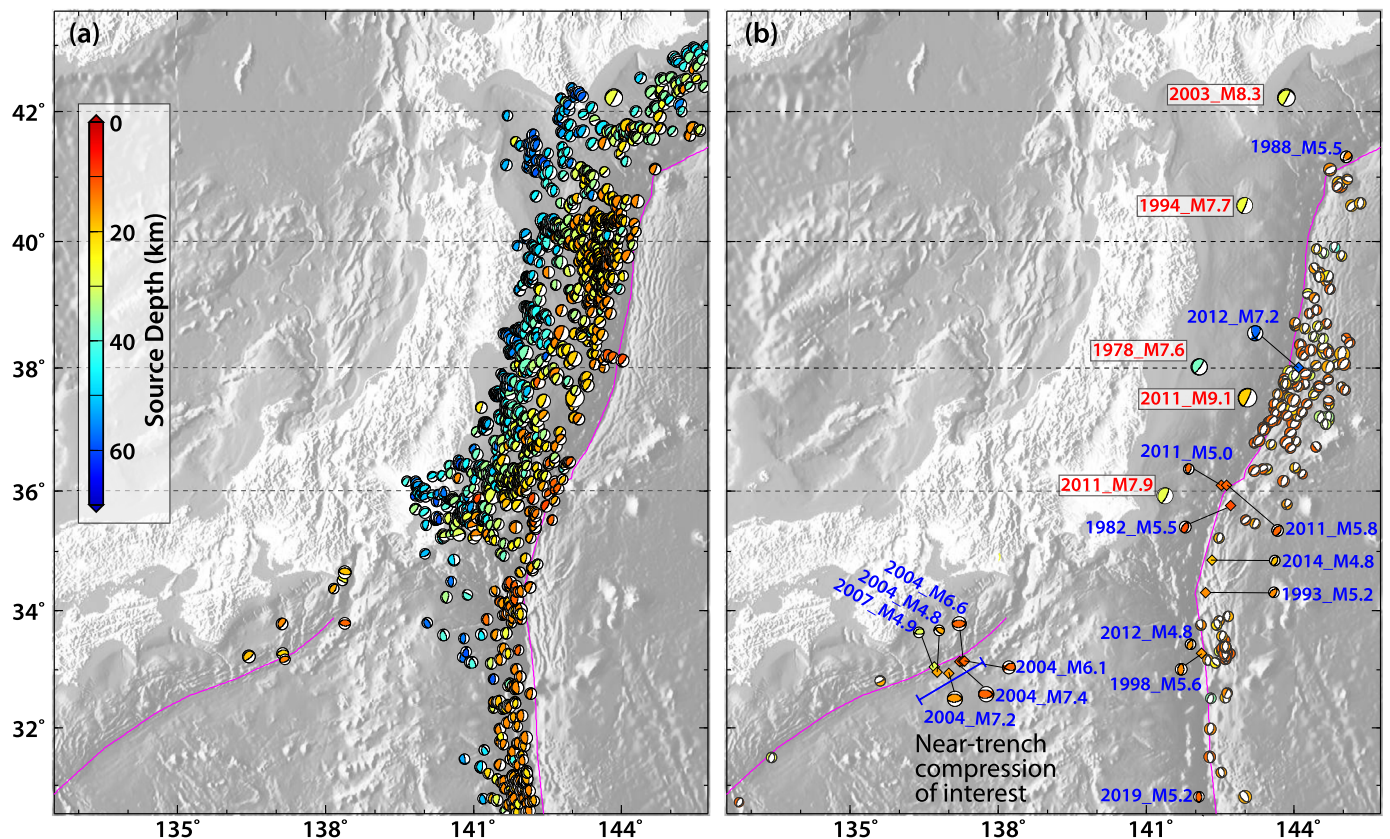 (a)
(b)
0
20
40
60
Source Depth (km)
42°
40°
38°
36°
34°
32°
135°
138°
141°
144°
2003_M8.3
1988_M5.5
1994_M7.7
2012_M7.2
1978_M7.6
2011_M9.1
2011_M5.0
2011_M7.9
1982_M5.5
2011_M5.8
2014_M4.8
1993_M5.2
2004_M6.6
2004_M4.8
2007_M4.9
2012_M4.8
2004_M6.1
1998_M5.6
2004_M7.4
2004_M7.2
Near-trench
compression
of interest
2019_M5.2
135°
138°
141°
144°